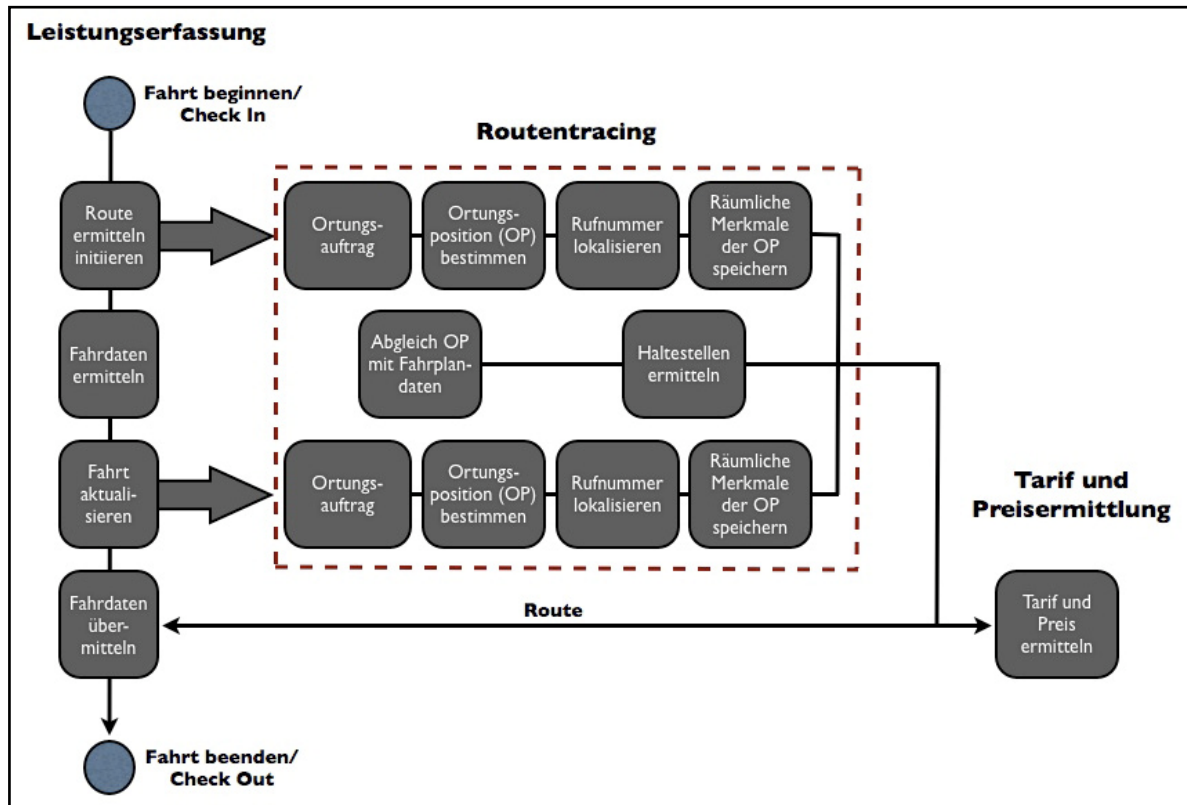 Leistungserfassung
Fahrt beginnen/
Check In
Routentracing
Route
ermitteln
initiieren
Ortungs-
auftrag
Ortungs-
position (OP)
bestimmen
Rufnummer
lokalisieren
Räumliche
Merkmale
der OP
speichern
Fahrdaten
ermitteln
Abgleich OP
mit Fahrplan-
daten
Haltestellen
ermitteln
Fahrt
aktuali-
sieren
Ortungs-
auftrag
Ortungs-
position (OP)
bestimmen
Rufnummer
lokalisieren
Räumliche
Merkmale
der OP
speichern
Tarif und
Preisermittlung
Fahrdaten
über-
mitteln
Route
Tarif und
Preis
ermitteln
Fahrt beenden/
Check Out